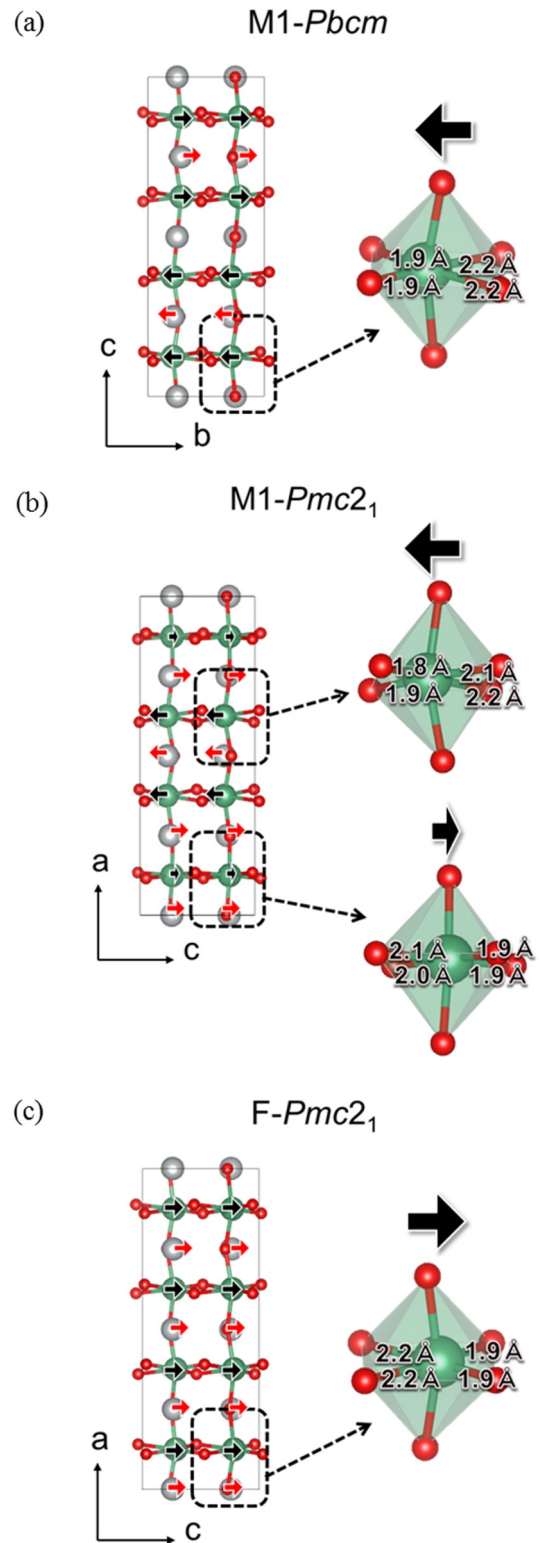 (a)
M1-Pbcm
1.9 Å 2.2 Å
1.9 Å 2.2 Å
c
b
(b)
M1-Pmc2₁
1.8 Å 2.1 Å
1.9 Å 2.2 Å
a
c
2.1 Å 1.9 Å
2.0 Å 1.9 Å
(c)
F-Pmc2₁
2.2 Å 1.9 Å
2.2 Å 1.9 Å
a
c